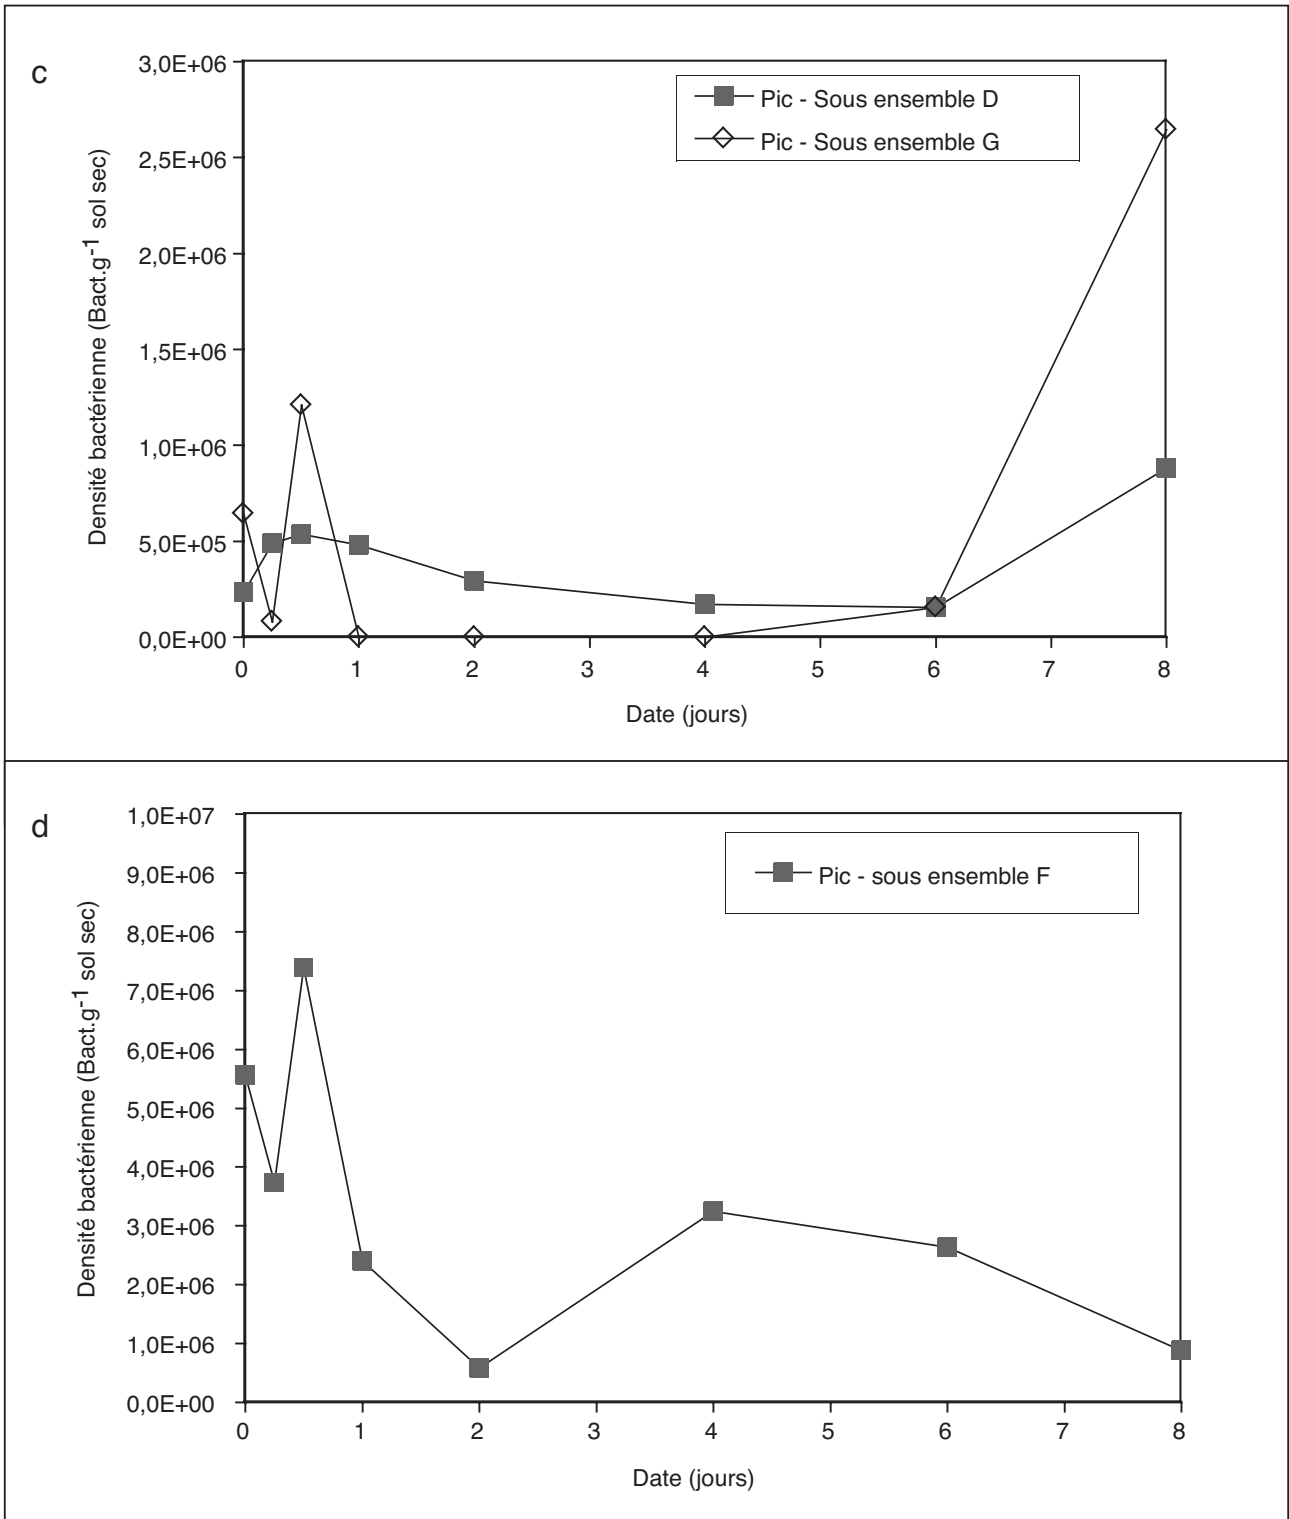 c
Densité bactérienne (Bact.g-1 sol sec)
3,0E+06
2,5E+06
2,0E+06
1,5E+06
1,0E+06
5,0E+05
0,0E+00
Pic - Sous ensemble D
Pic - Sous ensemble G
0 1 2 3 4 5 6 7 8
Date (jours)
d
Densité bactérienne (Bact.g-1 sol sec)
1,0E+07
9,0E+06
8,0E+06
7,0E+06
6,0E+06
5,0E+06
4,0E+06
3,0E+06
2,0E+06
1,0E+06
0,0E+00
Pic - sous ensemble F
0 1 2 3 4 5 6 7 8
Date (jours)